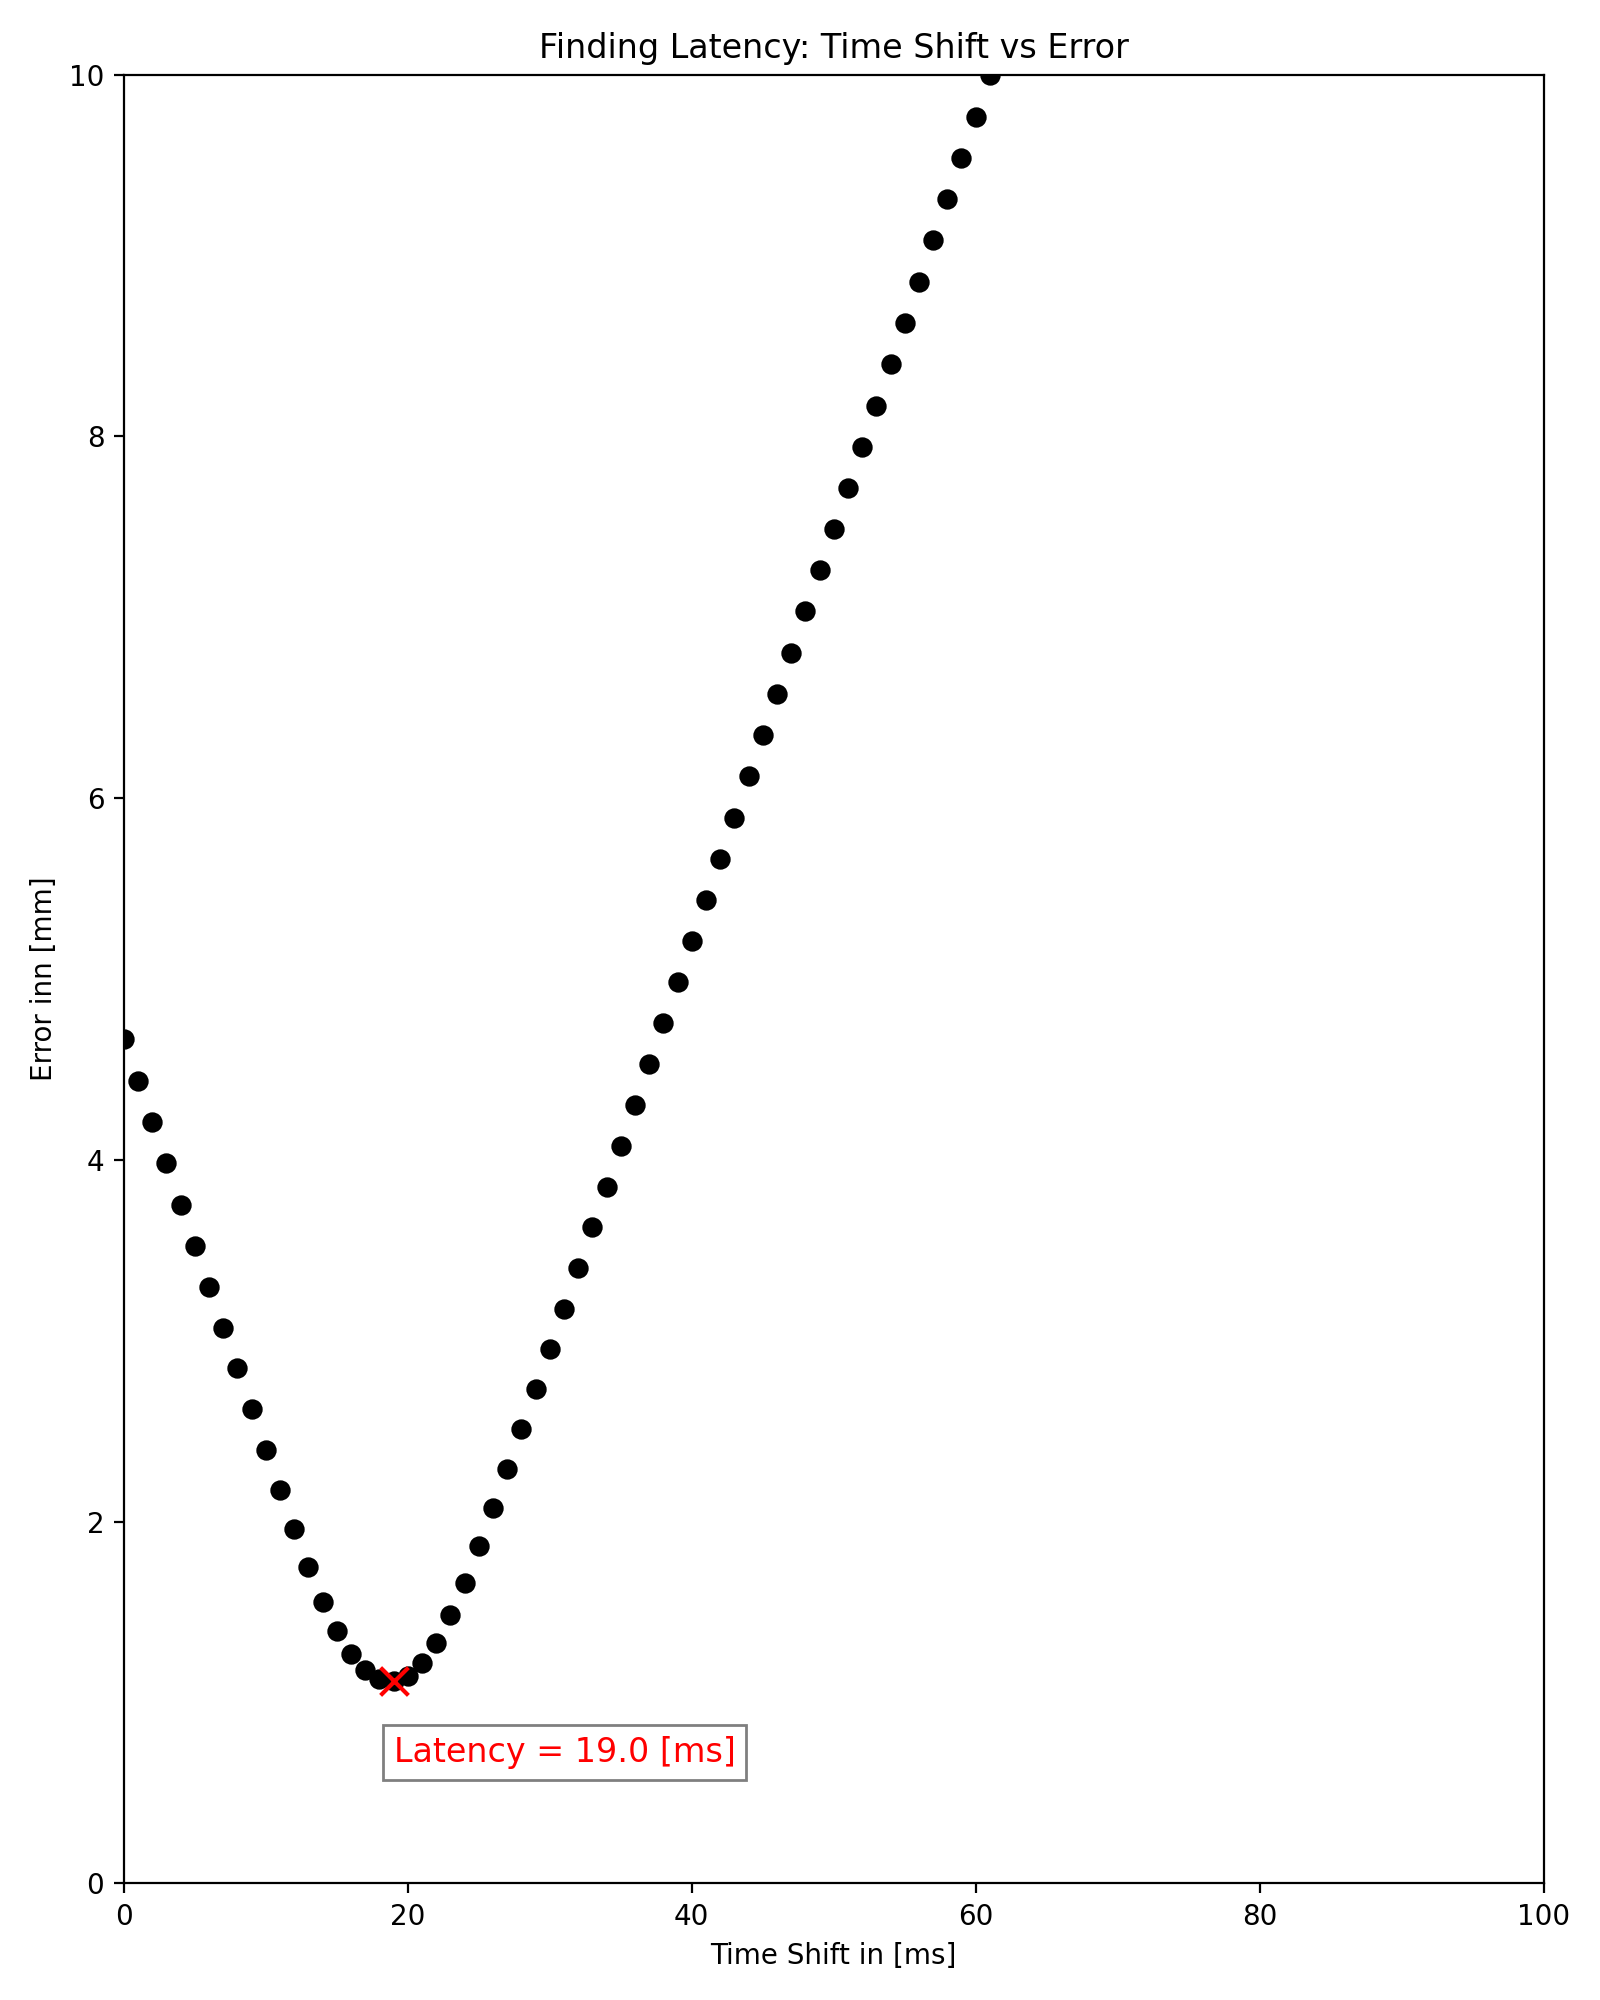 Finding Latency: Time Shift vs Error
10
8
6
4
2
0
Error inn [mm]
Latency = 19.0 [ms]
0 20 40 60 80 100
Time Shift in [ms]